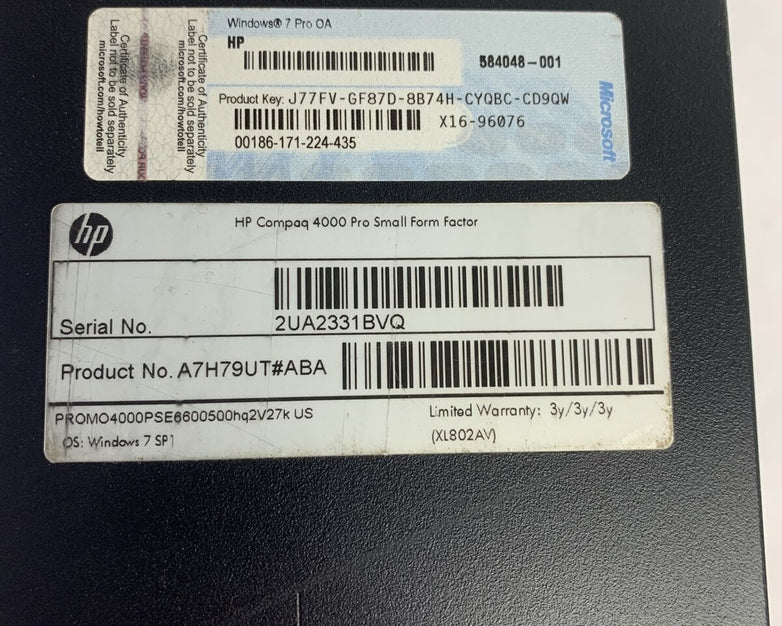 Windows® 7 Pro OA
HP
584048-001
Product Key: J77FV-GF87D-8B74H-CYQBC-CD9QW
X16-96076
00186-171-224-435
Certificate of Authenticity
Label not to be sold separately
microsoft.com/howtotell
Certificate of Authenticity
Label not to be sold separately
microsoft.com/howtotell
Microsoft
hp
HP Compaq 4000 Pro Small Form Factor
Serial No.
2UA2331BVQ
Product No. A7H79UT#ABA
PROMO4000PSE6600500hq2V27k US
Limited Warranty: 3y/3y/3y
OS: Windows 7 SP1
(XL802AV)